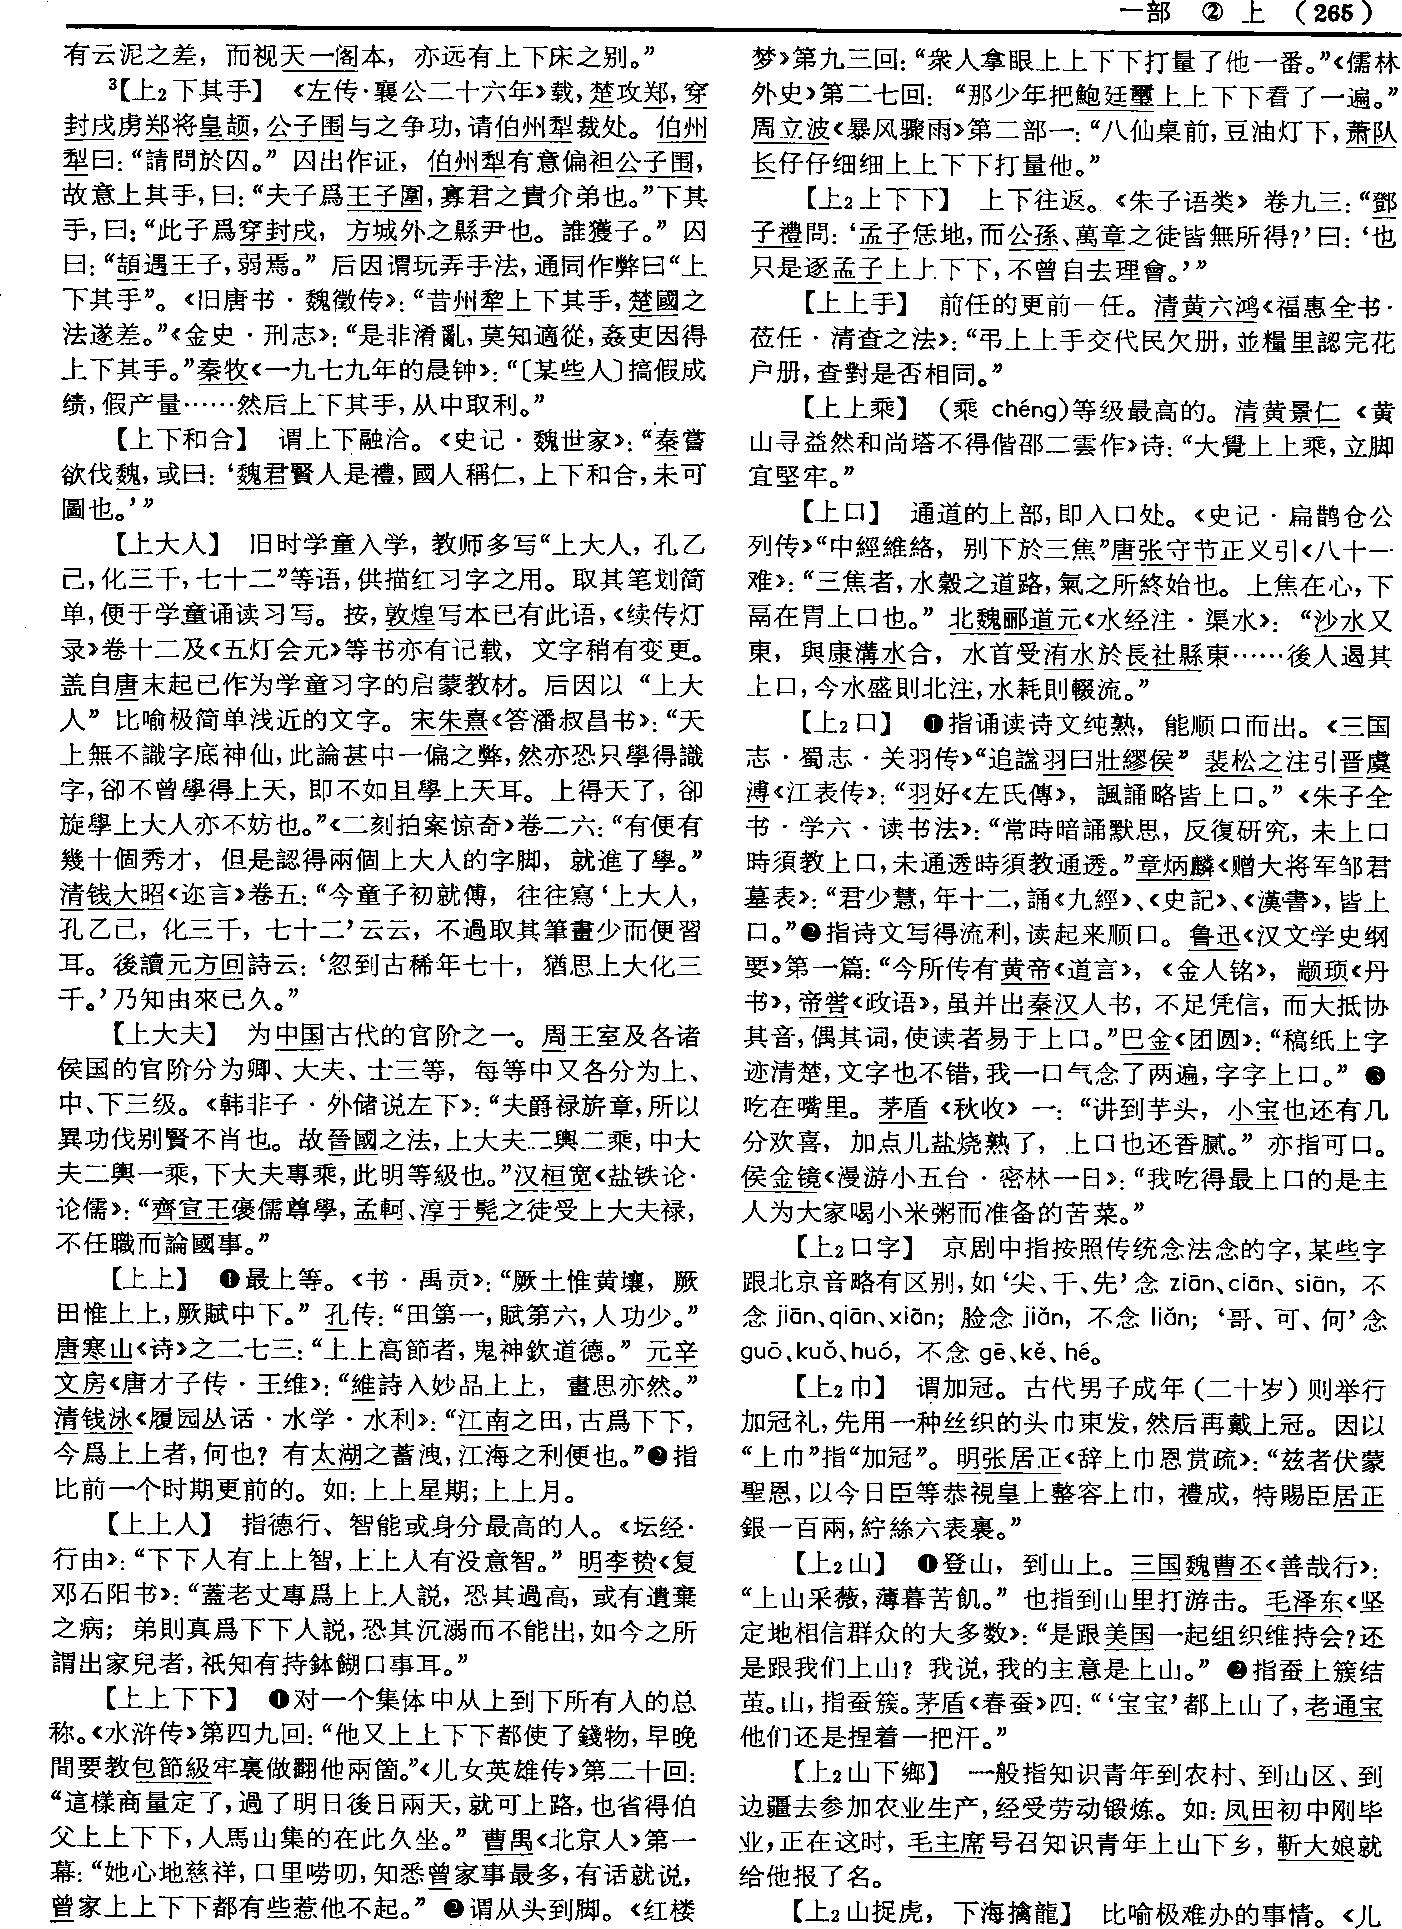 一部 ② 上 （265）
有云泥之差，而视天一阁本，亦远有上下床之别。”
³【上₂下其手】 《左传·襄公二十六年》载，楚攻郑，穿
封戌虏郑将皇颉，公子围与之争功，请伯州犁裁处。伯州
犁曰：“請問於囚。”囚出作证，伯州犁有意偏袒公子围，
故意上其手，曰：“夫子爲王子圍，寡君之貴介弟也。”下其
手，曰：“此子爲穿封戌，方城外之縣尹也。誰獲子。”囚
曰：“頡遇王子，弱焉。”后因谓玩弄手法，通同作弊曰“上
下其手”。《旧唐书·魏徵传》：“昔州犂上下其手，楚國之
法遂差。”《金史·刑志》：“是非淆亂，莫知適從，姦吏因得
上下其手。”秦牧《一九七九年的晨钟》：“〔某些人〕搞假成
绩，假产量……然后上下其手，从中取利。”
【上下和合】 谓上下融洽。《史记·魏世家》：“秦嘗
欲伐魏，或曰：‘魏君賢人是禮，國人稱仁，上下和合，未可
圖也。’”
【上大人】 旧时学童入学，教师多写“上大人，孔乙
己，化三千，七十二”等语，供描红习字之用。取其笔划简
单，便于学童诵读习写。按，敦煌写本已有此语，《续传灯
录》卷十二及《五灯会元》等书亦有记载，文字稍有变更。
盖自唐末起已作为学童习字的启蒙教材。后因以“上大
人”比喻极简单浅近的文字。宋朱熹《答潘叔昌书》：“天
上無不識字底神仙，此論甚中一偏之弊，然亦恐只學得識
字，卻不曾學得上天，即不如且學上天耳。上得天了，卻
旋學上大人亦不妨也。”《二刻拍案惊奇》卷二六：“有便有
幾十個秀才，但是認得兩個上大人的字脚，就進了學。”
清钱大昭《迩言》卷五：“今童子初就傅，往往寫‘上大人，
孔乙己，化三千，七十二’云云，不過取其筆畫少而便習
耳。後讀元方回詩云：‘忽到古稀年七十，猶思上大化三
千。’乃知由來已久。”
【上大夫】 为中国古代的官阶之一。周王室及各诸
侯国的官阶分为卿、大夫、士三等，每等中又各分为上、
中、下三级。《韩非子·外储说左下》：“夫爵禄旂章，所以
異功伐别賢不肖也。故晉國之法，上大夫二輿二乘，中大
夫二輿一乘，下大夫專乘，此明等級也。”汉桓宽《盐铁论·
论儒》：“齊宣王褒儒尊學，孟軻、淳于髡之徒受上大夫禄，
不任職而論國事。”
【上上】 ❶最上等。《书·禹贡》：“厥土惟黄壤，厥
田惟上上，厥賦中下。”孔传：“田第一，賦第六，人功少。”
唐寒山《诗》之二七三：“上上高節者，鬼神欽道德。”元辛
文房《唐才子传·王维》：“維詩入妙品上上，畫思亦然。”
清钱泳《履园丛话·水学·水利》：“江南之田，古爲下下，
今爲上上者，何也？有太湖之蓄洩，江海之利便也。”❷指
比前一个时期更前的。如：上上星期；上上月。
【上上人】 指德行、智能或身分最高的人。《坛经·
行由》：“下下人有上上智，上上人有没意智。”明李贽《复
邓石阳书》：“蓋老丈專爲上上人説，恐其過高，或有遺棄
之病；弟則真爲下下人説，恐其沉溺而不能出，如今之所
謂出家兒者，祇知有持鉢餬口事耳。”
【上上下下】 ❶对一个集体中从上到下所有人的总
称。《水浒传》第四九回：“他又上上下下都使了錢物，早晚
間要教包節級牢裏做翻他兩箇。”《儿女英雄传》第二十回：
“這樣商量定了，過了明日後日兩天，就可上路，也省得伯
父上上下下，人馬山集的在此久坐。”曹禺《北京人》第一
幕：“她心地慈祥，口里唠叨，知悉曾家事最多，有话就说，
曾家上上下下都有些惹他不起。”❷谓从头到脚。《红楼
梦》第九三回：“衆人拿眼上上下下打量了他一番。”《儒林
外史》第二七回：“那少年把鮑廷璽上上下下看了一遍。”
周立波《暴风骤雨》第二部一：“八仙桌前，豆油灯下，萧队
长仔仔细细上上下下打量他。”
【上₂上下下】 上下往返。《朱子语类》卷九三：“鄧
子禮問：‘孟子恁地，而公孫、萬章之徒皆無所得？’曰：‘也
只是逐孟子上上下下，不曾自去理會。’”
【上上手】 前任的更前一任。清黄六鸿《福惠全书·
莅任·清查之法》：“弔上上手交代民欠册，並糧里認完花
户册，查對是否相同。”
【上上乘】 （乘 chéng）等级最高的。清黄景仁《黄
山寻益然和尚塔不得偕邵二雲作》诗：“大覺上上乘，立脚
宜堅牢。”
【上口】 通道的上部，即入口处。《史记·扁鹊仓公
列传》“中經維絡，别下於三焦”唐张守节正义引《八十一
难》：“三焦者，水穀之道路，氣之所終始也。上焦在心，下
鬲在胃上口也。”北魏郦道元《水经注·渠水》：“沙水又
東，與康溝水合，水首受洧水於長社縣東……後人遏其
上口，今水盛則北注，水耗則輟流。”
【上₂口】 ❶指诵读诗文纯熟，能顺口而出。《三国
志·蜀志·关羽传》“追諡羽曰壯繆侯”裴松之注引晋虞
溥《江表传》：“羽好《左氏傳》，諷誦略皆上口。”《朱子全
书·学六·读书法》：“常時暗誦默思，反復研究，未上口
時須教上口，未通透時須教通透。”章炳麟《赠大将军邹君
墓表》：“君少慧，年十二，誦《九經》、《史記》、《漢書》，皆上
口。”❷指诗文写得流利，读起来顺口。鲁迅《汉文学史纲
要》第一篇：“今所传有黄帝《道言》，《金人铭》，颛顼《丹
书》，帝喾《政语》，虽并出秦汉人书，不足凭信，而大抵协
其音，偶其词，使读者易于上口。”巴金《团圆》：“稿纸上字
迹清楚，文字也不错，我一口气念了两遍，字字上口。”❸
吃在嘴里。茅盾《秋收》一：“讲到芋头，小宝也还有几
分欢喜，加点儿盐烧熟了，上口也还香腻。”亦指可口。
侯金镜《漫游小五台·密林一日》：“我吃得最上口的是主
人为大家喝小米粥而准备的苦菜。”
【上₂口字】 京剧中指按照传统念法念的字，某些字
跟北京音略有区别，如‘尖、千、先’念 ziān、ciān、siān，不
念 jiān、qiān、xiān；脸念 jiǎn，不念 liǎn；‘哥、可、何’念
guō、kuǒ、huó，不念 gē、kě、hé。
【上₂巾】 谓加冠。古代男子成年（二十岁）则举行
加冠礼，先用一种丝织的头巾束发，然后再戴上冠。因以
“上巾”指“加冠”。明张居正《辞上巾恩赏疏》：“兹者伏蒙
聖恩，以今日臣等恭視皇上整容上巾，禮成，特賜臣居正
銀一百兩，紵絲六表裏。”
【上₂山】 ❶登山，到山上。三国魏曹丕《善哉行》：
“上山采薇，薄暮苦飢。”也指到山里打游击。毛泽东《坚
定地相信群众的大多数》：“是跟美国一起组织维持会？还
是跟我们上山？我说，我的主意是上山。”❷指蚕上簇结
茧。山，指蚕簇。茅盾《春蚕》四：“‘宝宝’都上山了，老通宝
他们还是捏着一把汗。”
【上₂山下鄉】 一般指知识青年到农村、到山区、到
边疆去参加农业生产，经受劳动锻炼。如：凤田初中刚毕
业，正在这时，毛主席号召知识青年上山下乡，靳大娘就
给他报了名。
【上₂山捉虎，下海擒龍】 比喻极难办的事情。《儿